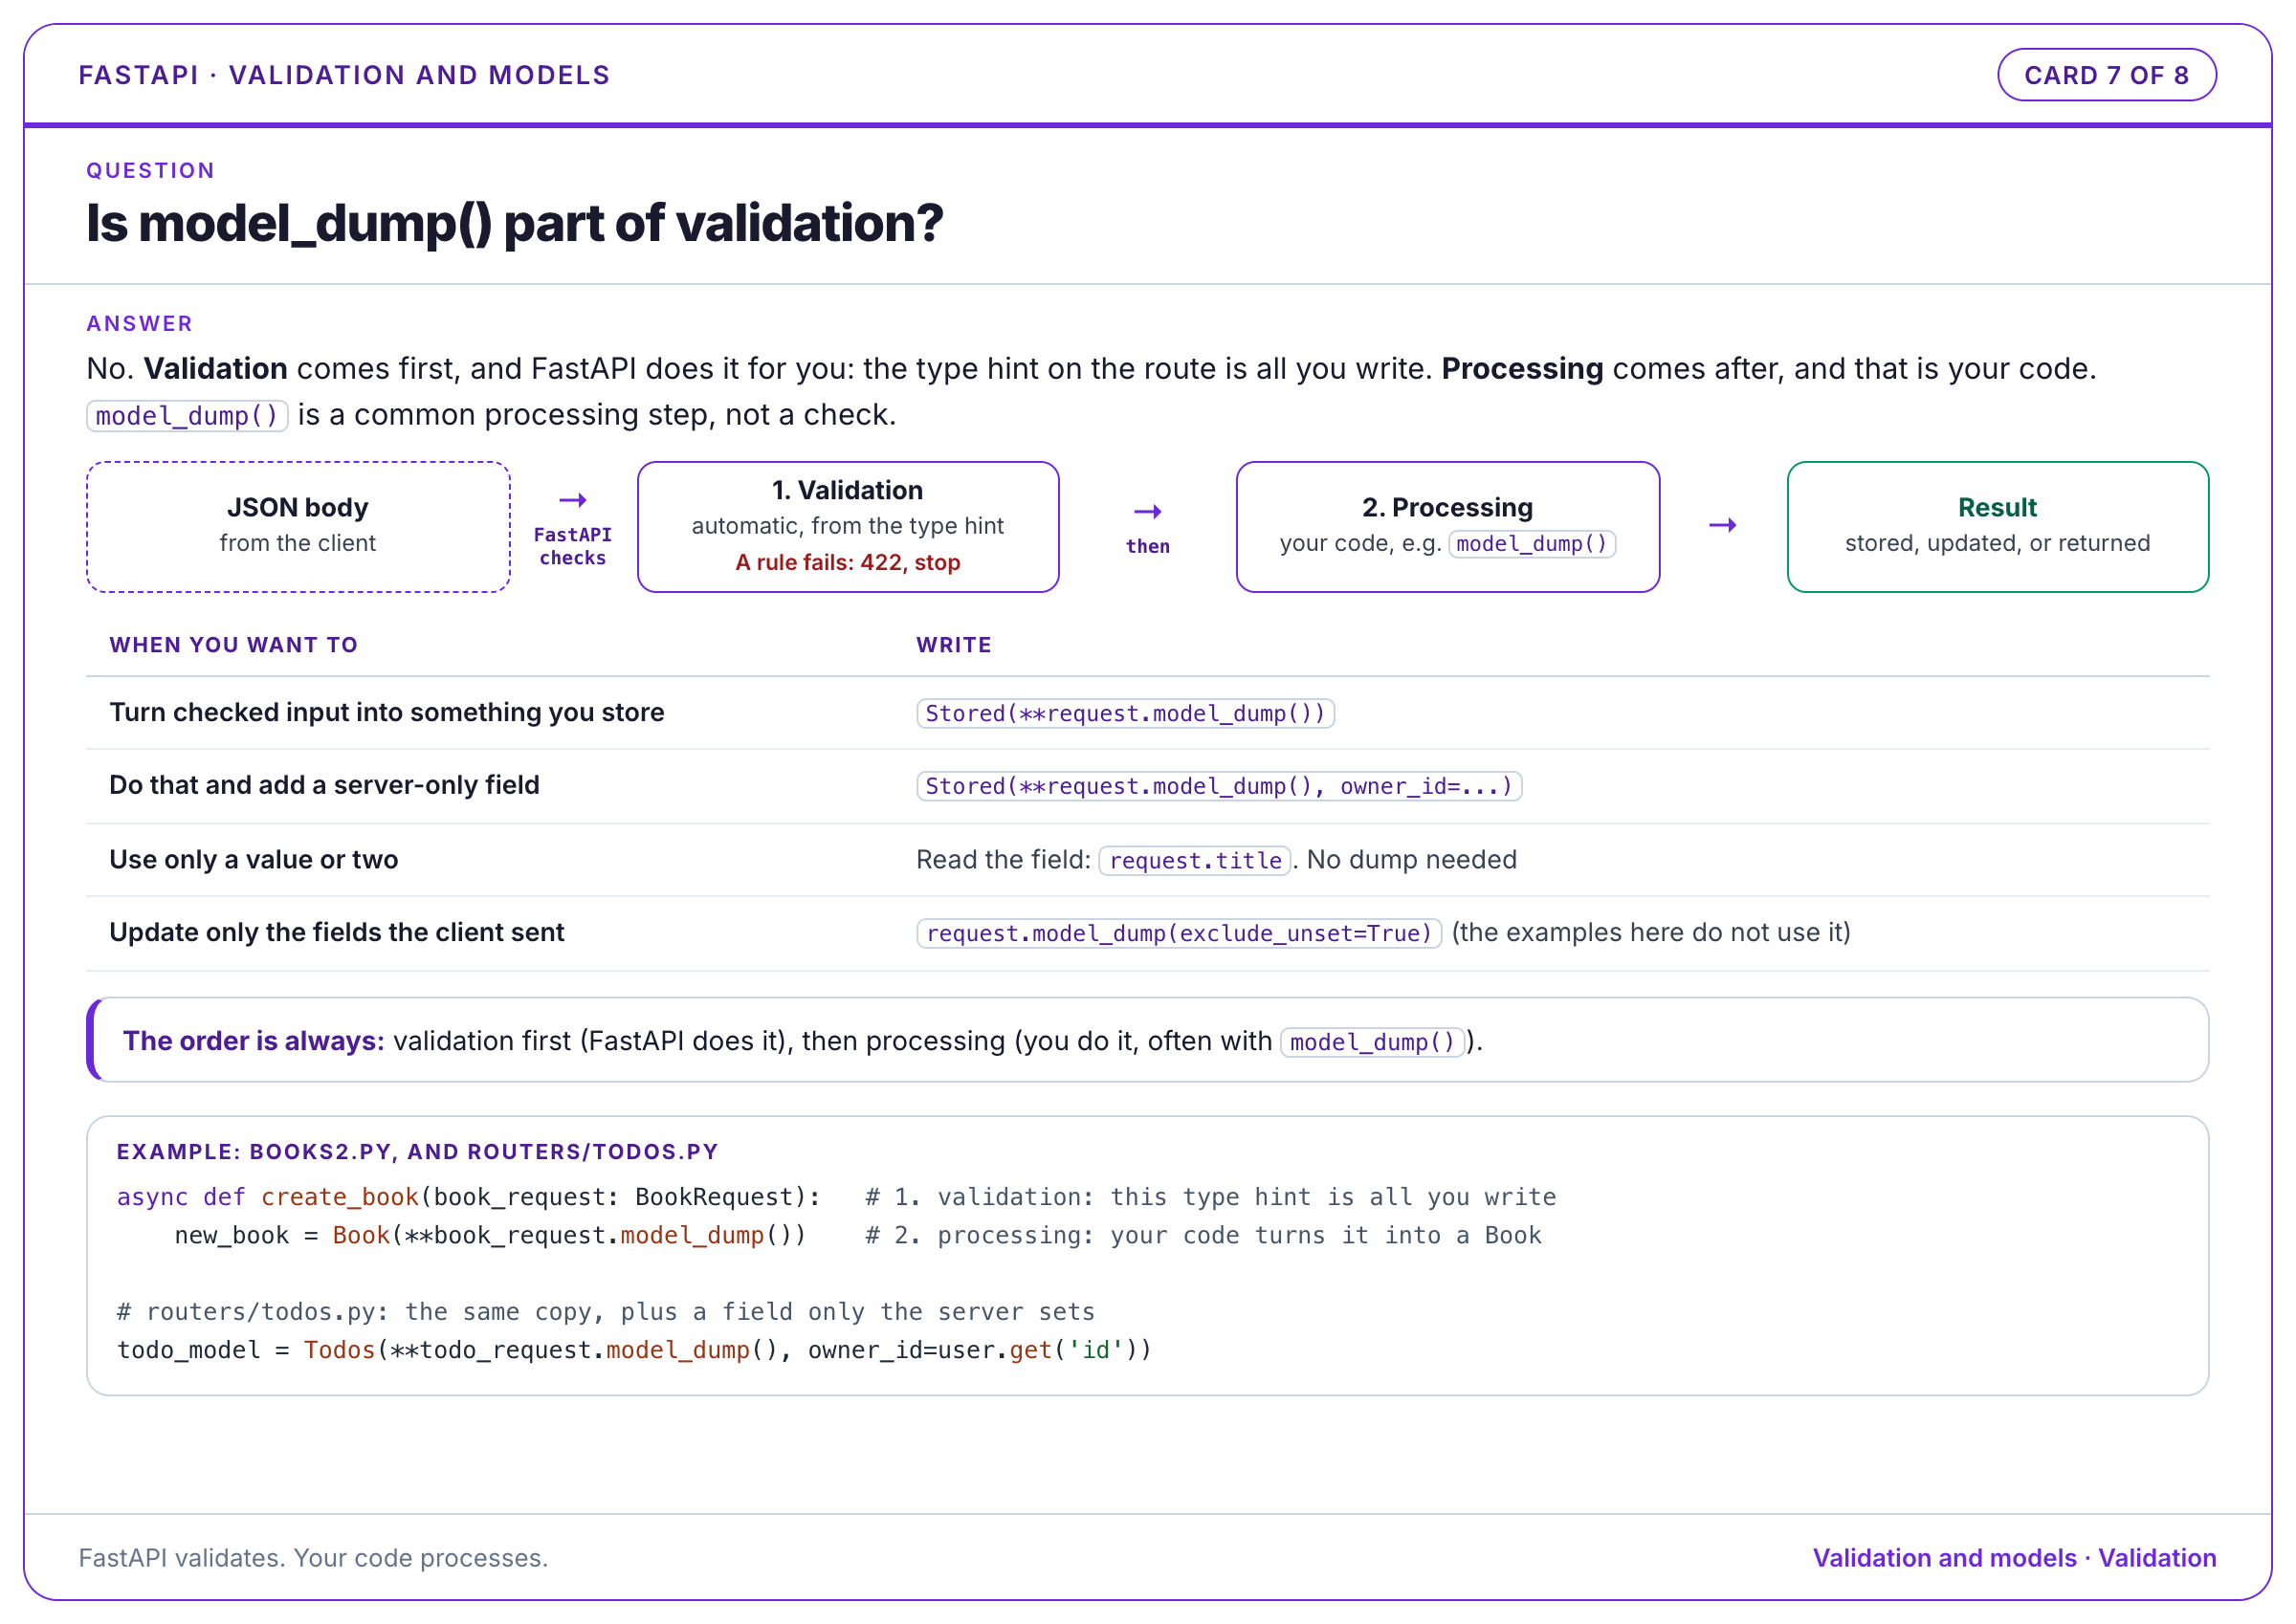 FASTAPI · VALIDATION AND MODELS
CARD 7 OF 8
QUESTION
Is model_dump() part of validation?
ANSWER
No. Validation comes first, and FastAPI does it for you: the type hint on the route is all you write. Processing comes after, and that is your code.
model_dump() is a common processing step, not a check.
JSON body
from the client
→
FastAPI
checks
1. Validation
automatic, from the type hint
A rule fails: 422, stop
→
then
2. Processing
your code, e.g. model_dump()
→
Result
stored, updated, or returned
WHEN YOU WANT TO
WRITE
Turn checked input into something you store
Stored(**request.model_dump())
Do that and add a server-only field
Stored(**request.model_dump(), owner_id=...)
Use only a value or two
Read the field: request.title. No dump needed
Update only the fields the client sent
request.model_dump(exclude_unset=True) (the examples here do not use it)
The order is always: validation first (FastAPI does it), then processing (you do it, often with model_dump()).
EXAMPLE: BOOKS2.PY, AND ROUTERS/TODOS.PY
async def create_book(book_request: BookRequest):   # 1. validation: this type hint is all you write
    new_book = Book(**book_request.model_dump())    # 2. processing: your code turns it into a Book
# routers/todos.py: the same copy, plus a field only the server sets
todo_model = Todos(**todo_request.model_dump(), owner_id=user.get('id'))
FastAPI validates. Your code processes.
Validation and models · Validation